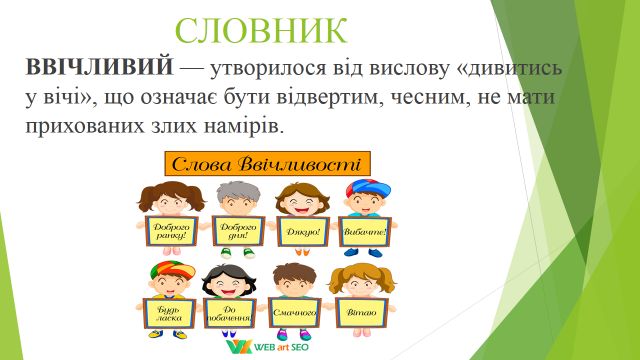 СЛОВНИК
ВВІЧЛИВИЙ — утворилося від вислову «дивитись
у вічі», що означає бути відвертим, чесним, не мати
прихованих злих намірів.
Слова Ввічливості
Доброго
ранку!
Доброго
дня!
Дякую!
Вибачте!
Будь
ласка
До
побачення!
Смачного
Вітаю
WEB art SEO